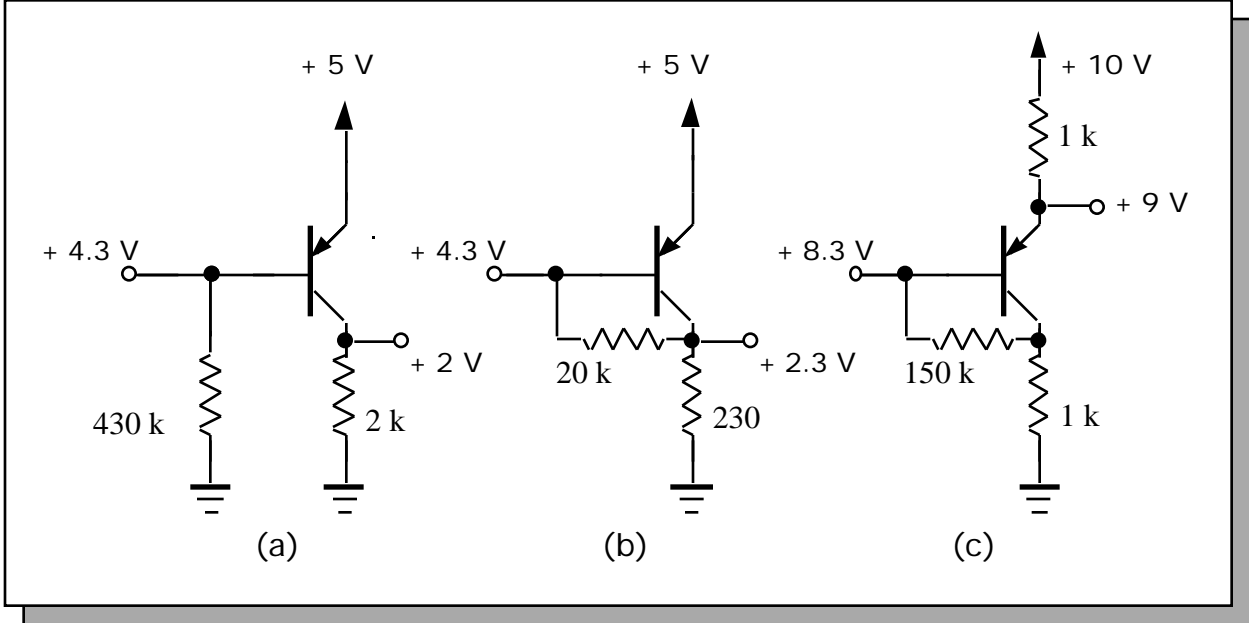 + 5 V
+ 5 V
+ 10 V
1 k
+ 9 V
+ 4.3 V
+ 4.3 V
+ 8.3 V
+ 2 V
+ 2.3 V
20 k
150 k
430 k
2 k
230
1 k
(a)
(b)
(c)